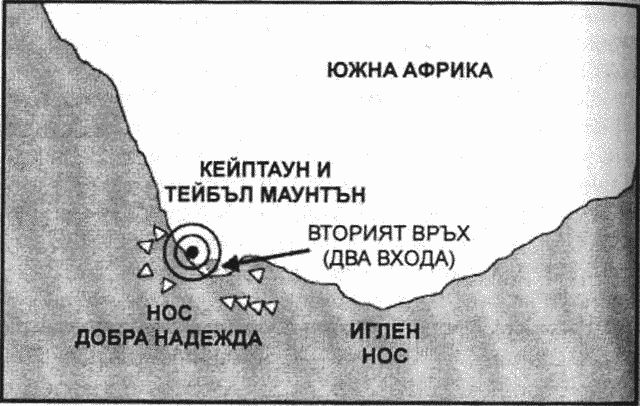 ЮЖНА АФРИКА
КЕЙПТАУН И
ТЕЙБЪЛ МАУНТЪН
ВТОРИЯТ ВРЪХ
(ДВА ВХОДА)
НОС
ДОБРА НАДЕЖДА
ИГЛЕН
НОС